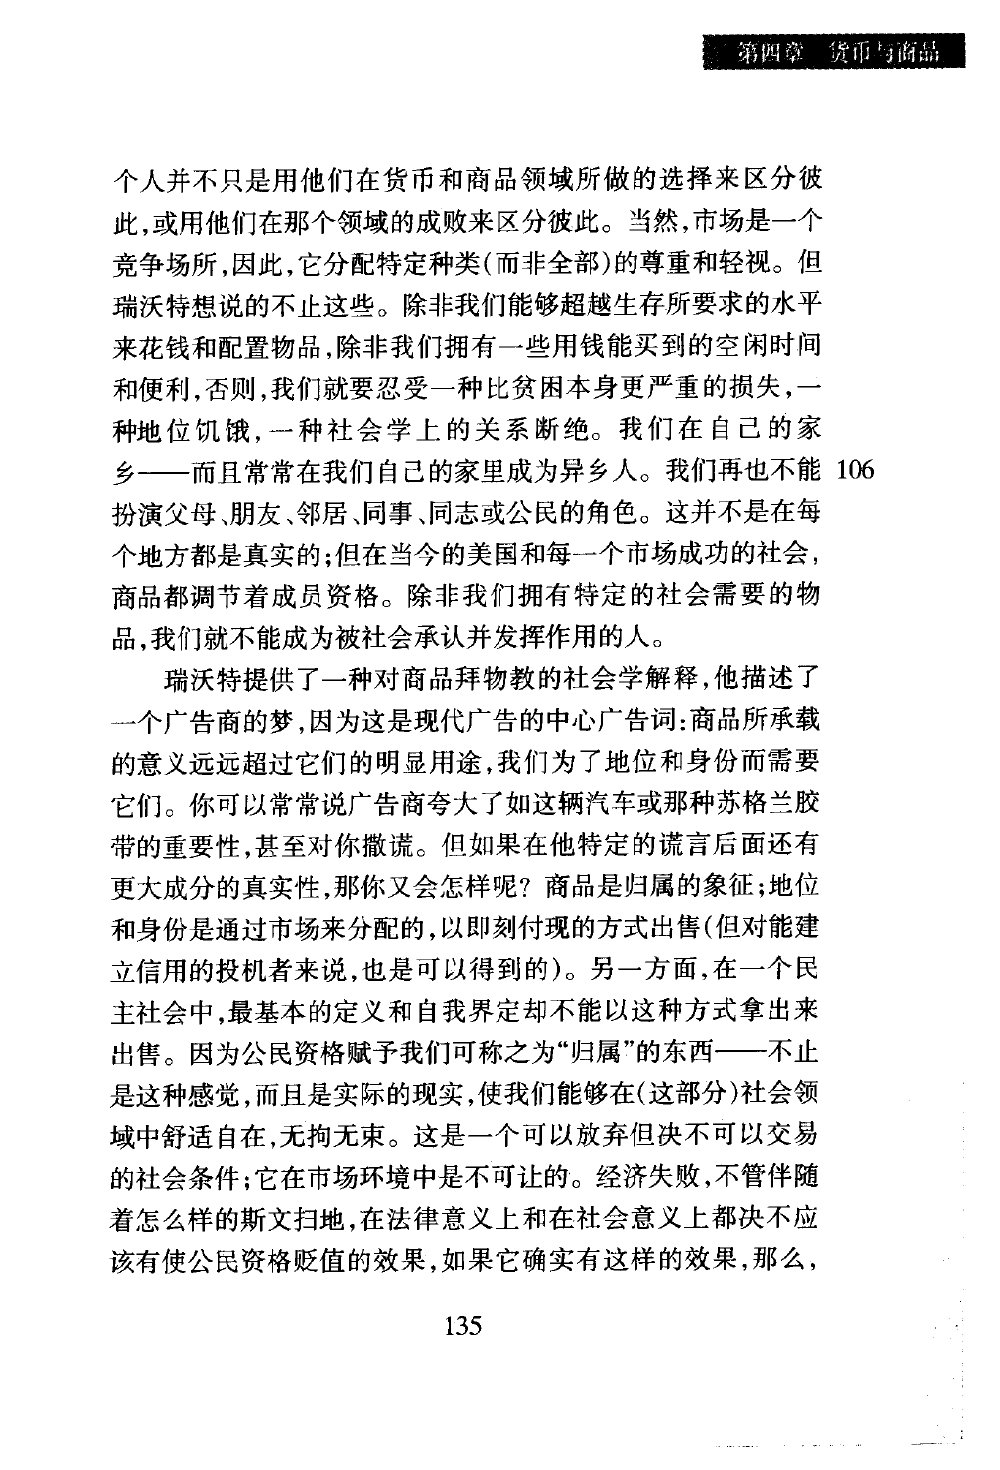 第四章 货币与商品
个人并不只是用他们在货币和商品领域所做的选择来区分彼
此,或用他们在那个领域的成败来区分彼此。当然,市场是一个
竞争场所,因此,它分配特定种类(而非全部)的尊重和轻视。但
瑞沃特想说的不止这些。除非我们能够超越生存所要求的水平
来花钱和配置物品,除非我们拥有一些用钱能买到的空闲时间
和便利,否则,我们就要忍受一种比贫困本身更严重的损失,一
种地位饥饿,一种社会学上的关系断绝。我们在自己的家
乡——而且常常在我们自己的家里成为异乡人。我们再也不能 106
扮演父母、朋友、邻居、同事、同志或公民的角色。这并不是在每
个地方都是真实的;但在当今的美国和每一个市场成功的社会,
商品都调节着成员资格。除非我们拥有特定的社会需要的物
品,我们就不能成为被社会承认并发挥作用的人。
瑞沃特提供了一种对商品拜物教的社会学解释,他描述了
一个广告商的梦,因为这是现代广告的中心广告词:商品所承载
的意义远远超过它们的明显用途,我们为了地位和身份而需要
它们。你可以常常说广告商夸大了如这辆汽车或那种苏格兰胶
带的重要性,甚至对你撒谎。但如果在他特定的谎言后面还有
更大成分的真实性,那你又会怎样呢?商品是归属的象征;地位
和身份是通过市场来分配的,以即刻付现的方式出售(但对能建
立信用的投机者来说,也是可以得到的)。另一方面,在一个民
主社会中,最基本的定义和自我界定却不能以这种方式拿出来
出售。因为公民资格赋予我们可称之为“归属”的东西——不止
是这种感觉,而且是实际的现实,使我们能够在(这部分)社会领
域中舒适自在,无拘无束。这是一个可以放弃但决不可以交易
的社会条件;它在市场环境中是不可让的。经济失败,不管伴随
着怎么样的斯文扫地,在法律意义上和在社会意义上都决不应
该有使公民资格贬值的效果,如果它确实有这样的效果,那么,
135